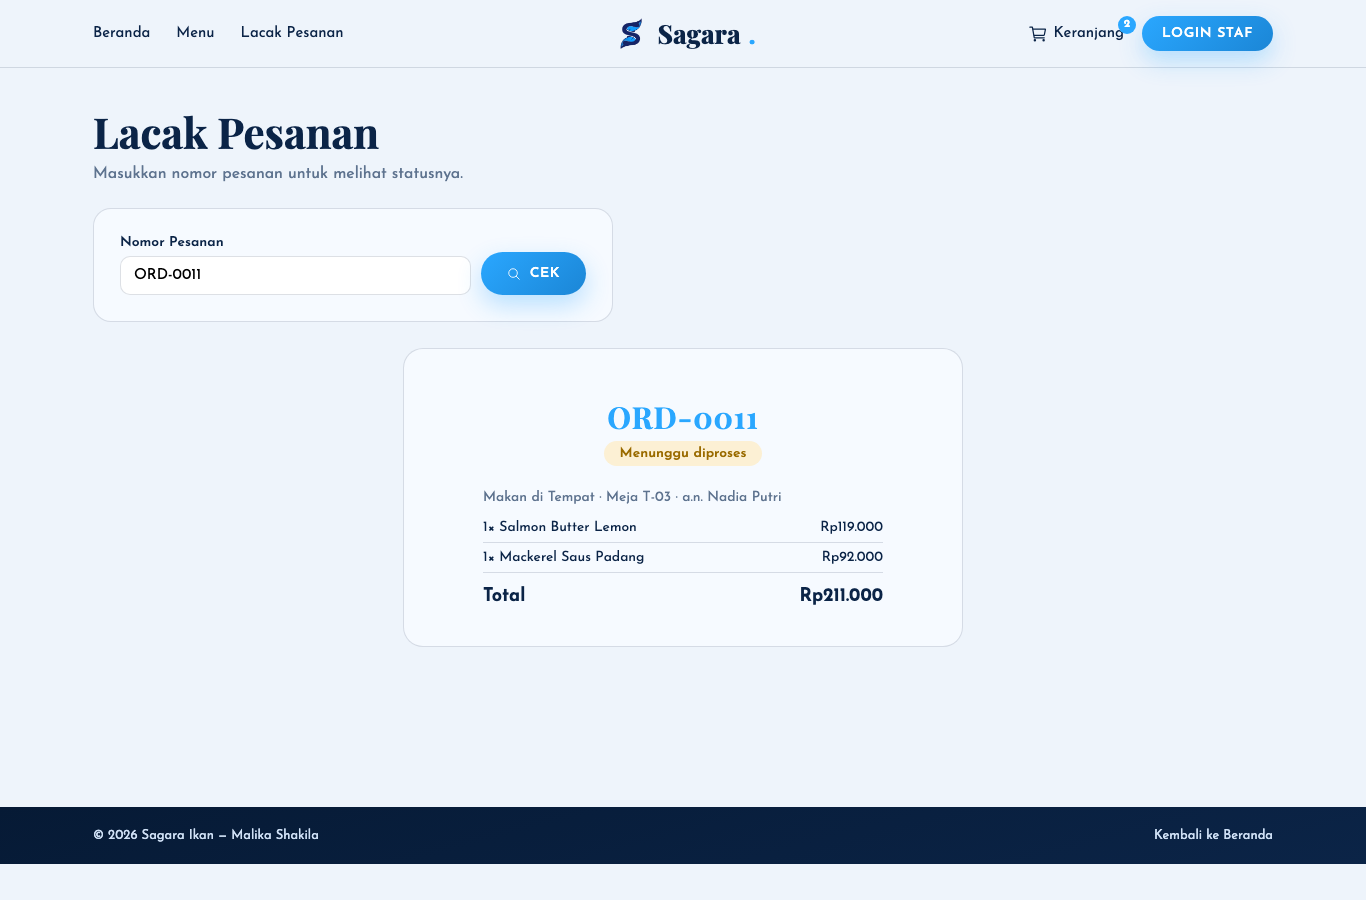 Beranda Menu Lacak Pesanan Sagara . Keranjang 2 LOGIN STAF
Lacak Pesanan
Masukkan nomor pesanan untuk melihat statusnya.
Nomor Pesanan
ORD-0011 CEK
ORD-0011
Menunggu diproses
Makan di Tempat · Meja T-03 · a.n. Nadia Putri
1× Salmon Butter Lemon Rp119.000
1× Mackerel Saus Padang Rp92.000
Total Rp211.000
© 2026 Sagara Ikan – Malika Shakila Kembali ke Beranda